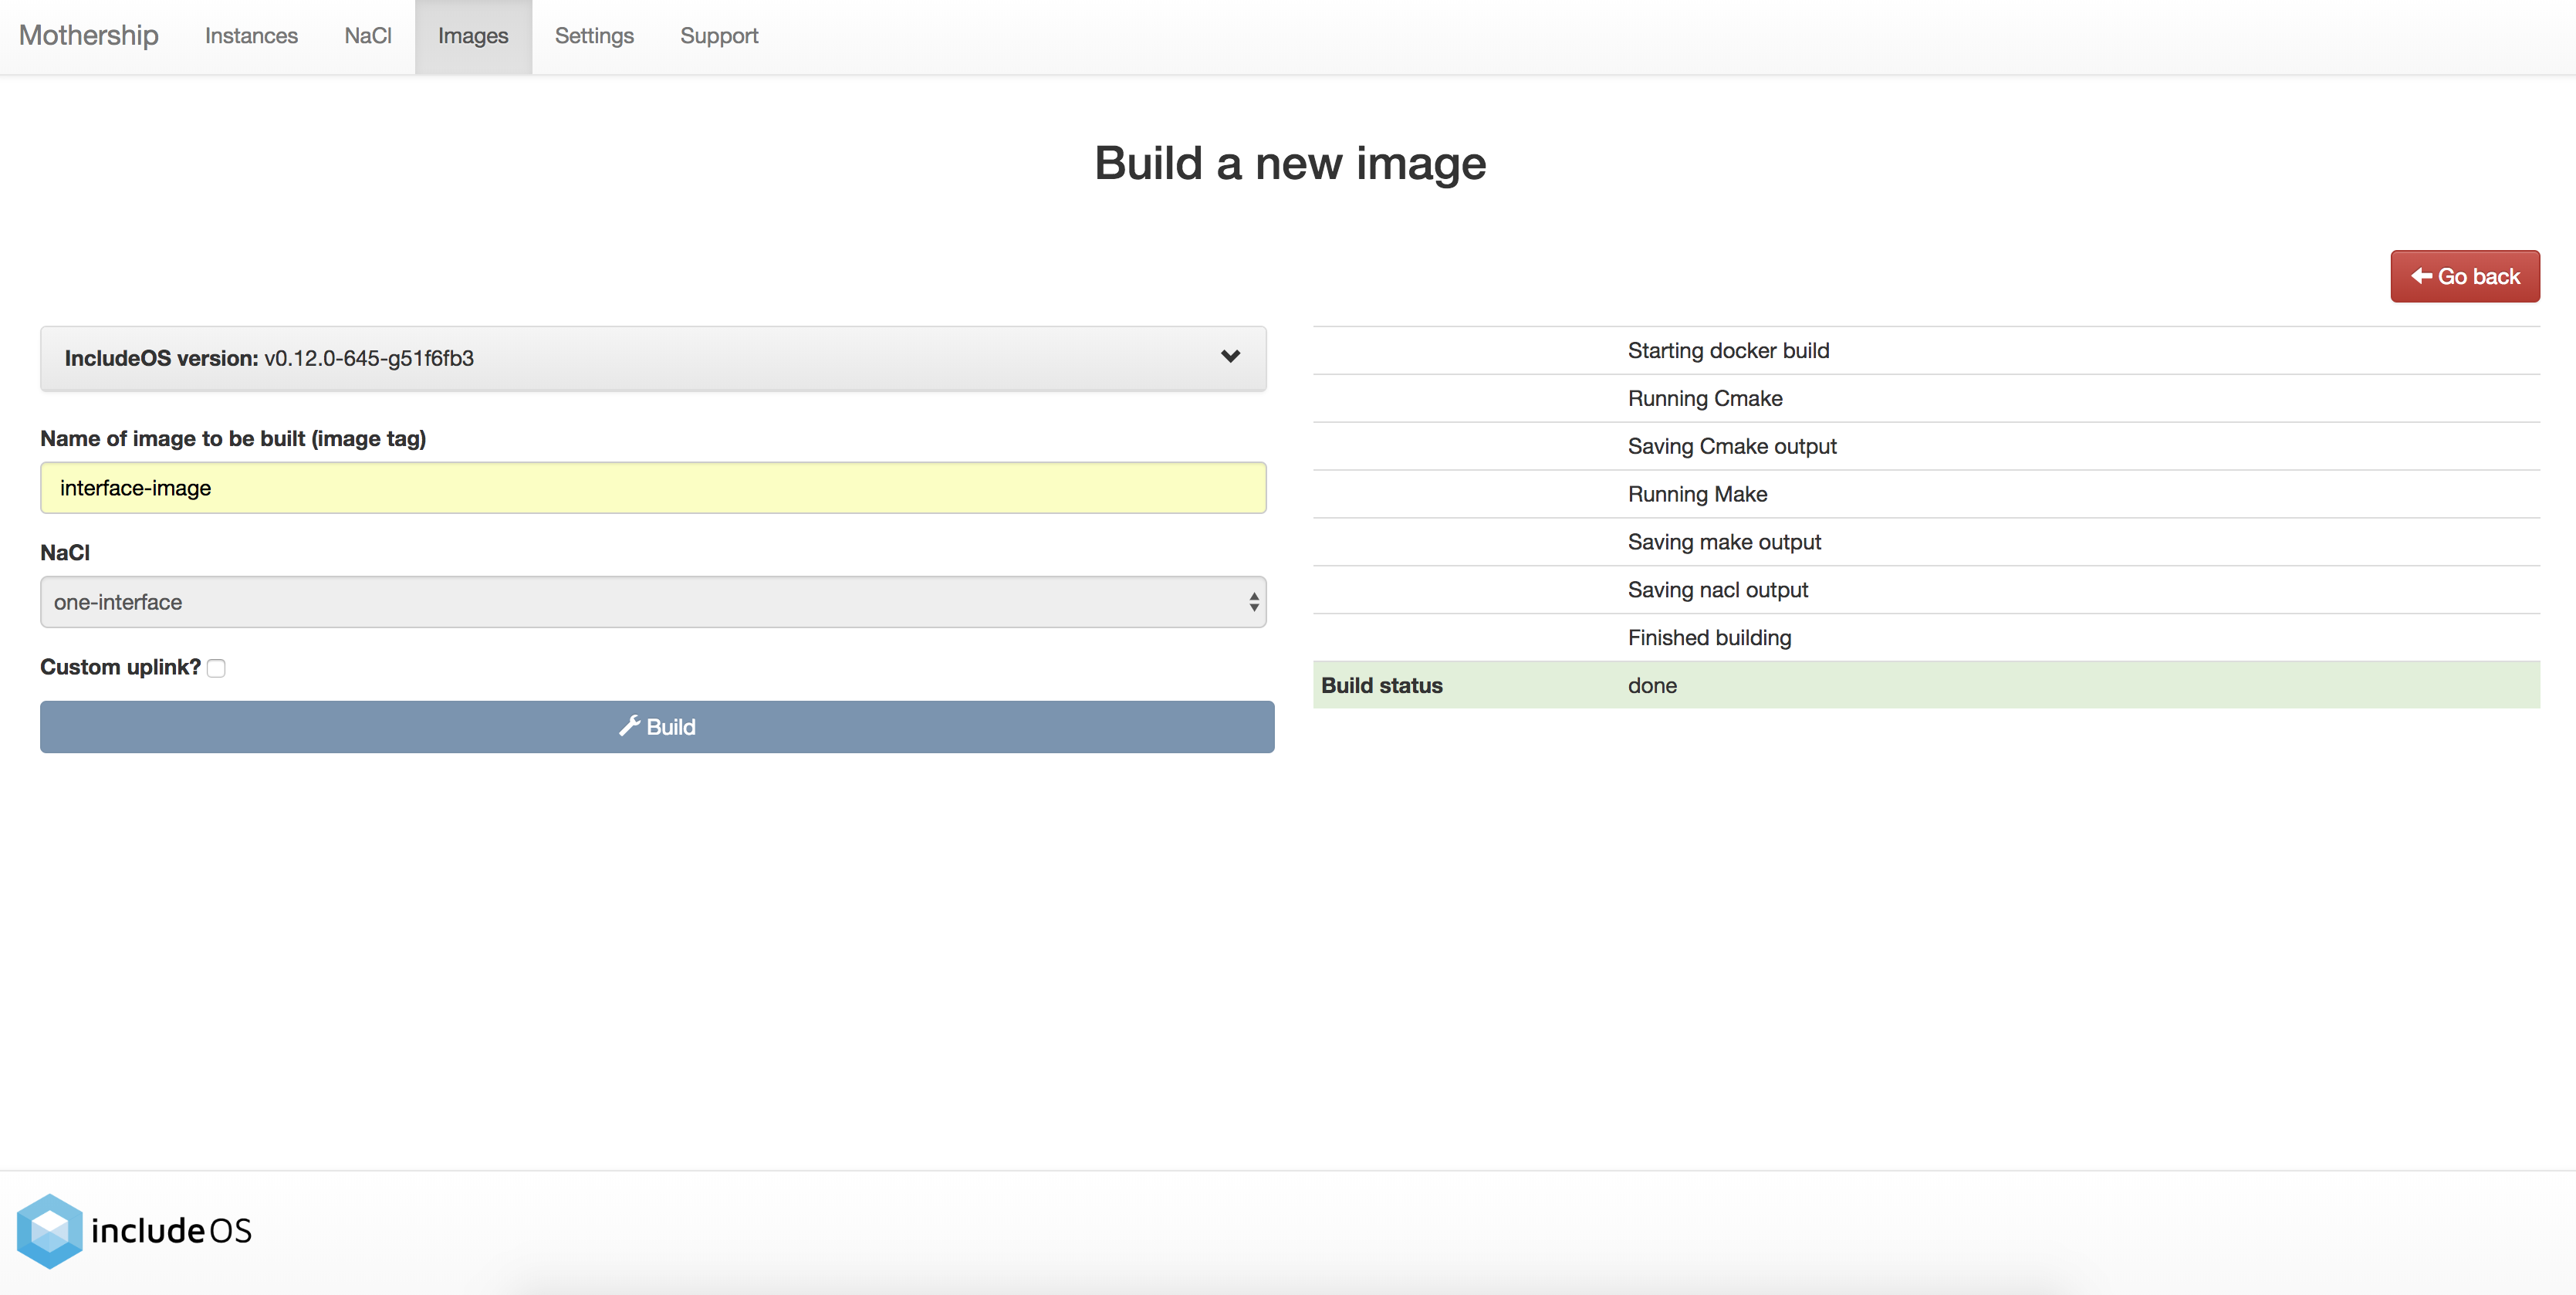 Mothership Instances NaCl Images Settings Support
Build a new image
Go back
IncludeOS version: v0.12.0-645-g51f6fb3
Name of image to be built (image tag)
interface-image
NaCl
one-interface
Custom uplink?
Build
Starting docker build
Running Cmake
Saving Cmake output
Running Make
Saving make output
Saving nacl output
Finished building
Build status done
includeOS